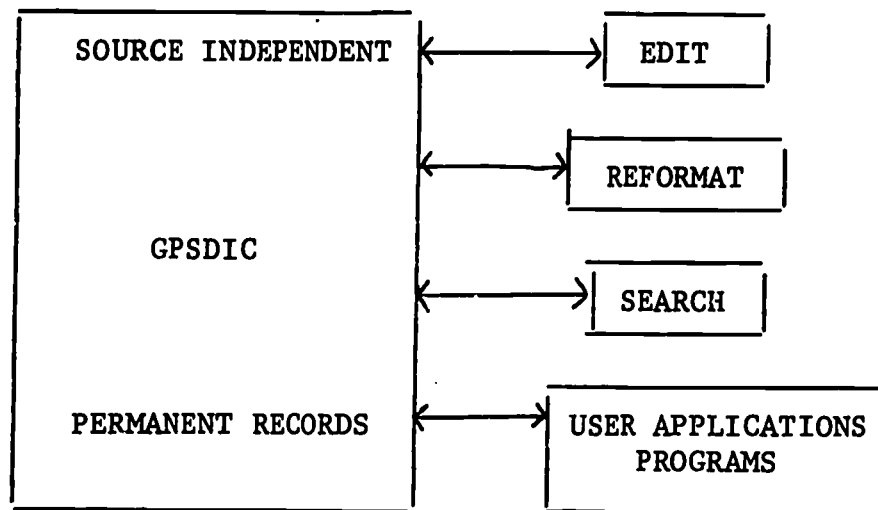 SOURCE INDEPENDENT
EDIT
REFORMAT
GPSDIC
SEARCH
PERMANENT RECORDS
USER APPLICATIONS
PROGRAMS